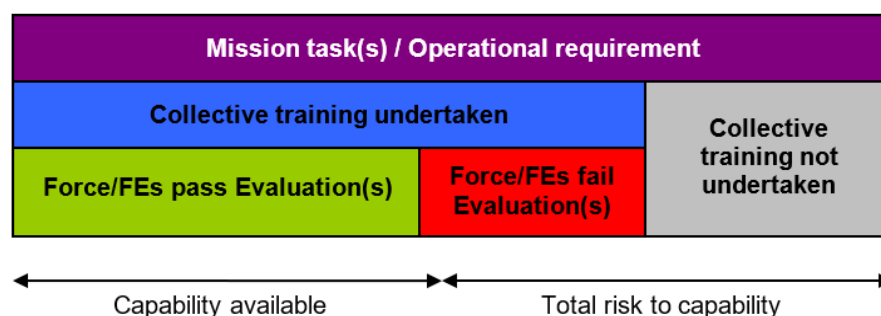 Mission task(s) / Operational requirement
Collective training undertaken
Collective
training not
undertaken
Force/FEs pass Evaluation(s)
Force/FEs fail
Evaluation(s)
Capability available
Total risk to capability